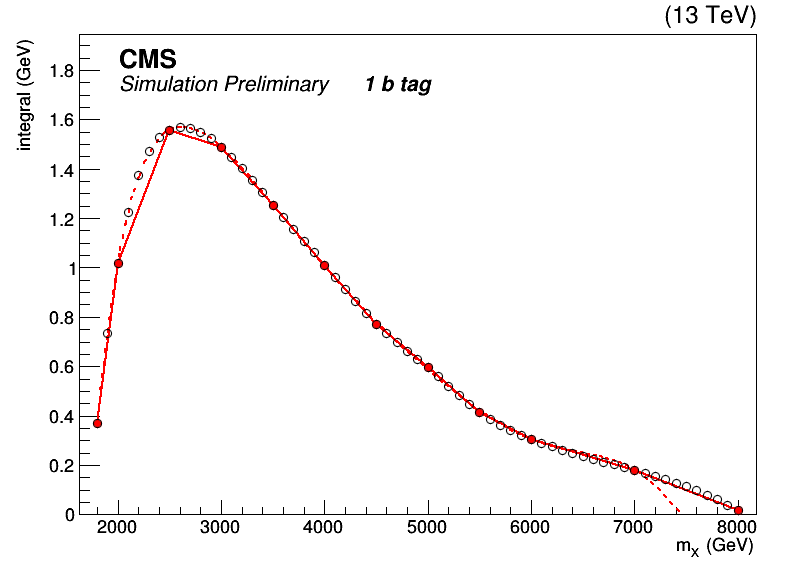 (13 TeV)
CMS
Simulation Preliminary 1 b tag
integral (GeV)
1.8
1.6
1.4
1.2
1
0.8
0.6
0.4
0.2
0
2000 3000 4000 5000 6000 7000 8000
mX (GeV)